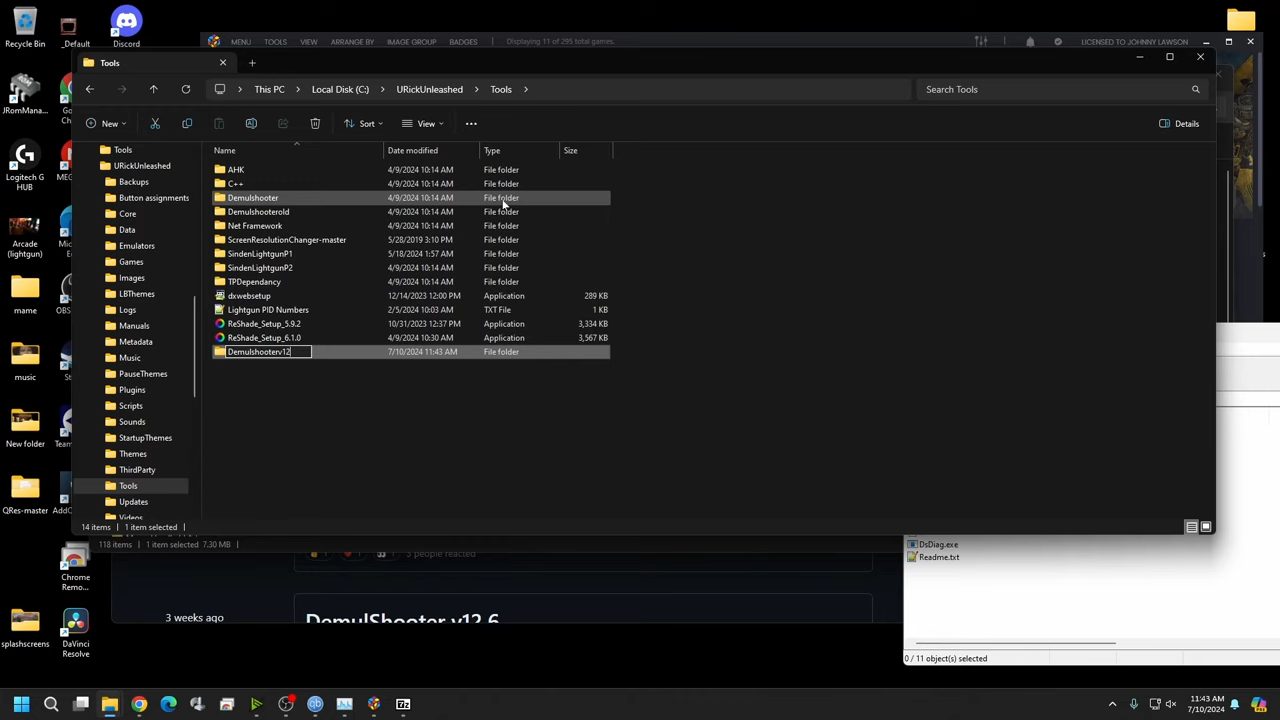 Recycle Bin
_Default
Discord
MENU TOOLS VIEW ARRANGE BY IMAGE GROUP BADGES Displaying 11 of 295 total games. LICENSED TO JOHNNY LAWSON
Tools
This PC > Local Disk (C:) > URickUnleashed > Tools >
Search Tools
New
Sort
View
Details
Name Date modified Type Size
Tools
URickUnleashed
Backups
Button assignments
Core
Data
Emulators
Games
Images
LBThemes
Logs
Manuals
Metadata
Music
PauseThemes
Plugins
Scripts
Sounds
StartupThemes
Themes
ThirdParty
Tools
Updates
Videos
AHK 4/9/2024 10:14 AM File folder
C++ 4/9/2024 10:14 AM File folder
Demulshooter 4/9/2024 10:14 AM File folder
Demulshooterold 4/9/2024 10:14 AM File folder
Net Framework 4/9/2024 10:14 AM File folder
ScreenResolutionChanger-master 5/28/2019 3:10 PM File folder
SindenLightgunP1 5/18/2024 1:57 AM File folder
SindenLightgunP2 4/9/2024 10:14 AM File folder
TPDependancy 4/9/2024 10:14 AM File folder
dxwebsetup 12/14/2023 12:00 PM Application 289 KB
Lightgun PID Numbers 2/5/2024 10:03 AM TXT File 1 KB
ReShade_Setup_5.9.2 10/31/2023 12:37 PM Application 3,334 KB
ReShade_Setup_6.1.0 4/9/2024 10:30 AM Application 3,567 KB
Demulshooterv12 7/10/2024 11:43 AM File folder
14 items 1 item selected
118 items 1 item selected 7.30 MB
5 people reacted
3 weeks ago
DemulShooter v12.6
DsDiag.exe
Readme.txt
0 / 11 object(s) selected
JRomMana...
Logitech G HUB
Arcade (lightgun)
mame
music
New folder
QRes-master
Chrome Remo...
splashscreens
DaVinci Resolve
11:43 AM
7/10/2024